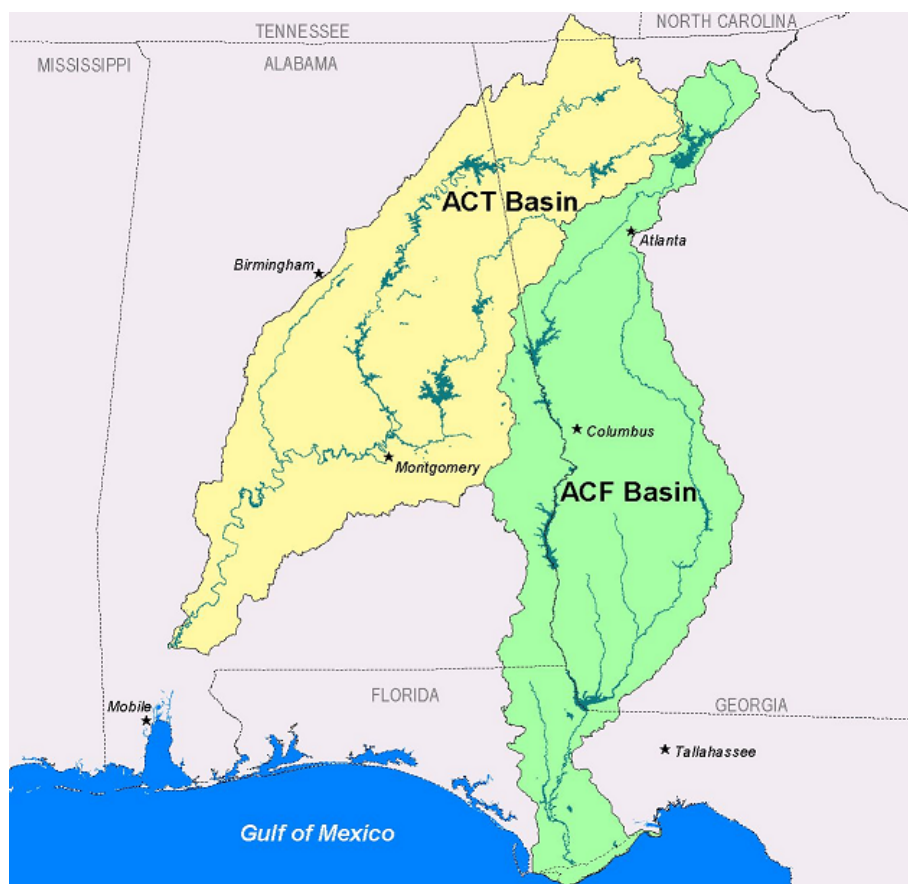 NORTH CAROLINA
TENNESSEE
MISSISSIPPI
ALABAMA
ACT Basin
Atlanta
Birmingham
Columbus
Montgomery
ACF Basin
FLORIDA
GEORGIA
Mobile
Tallahassee
Gulf of Mexico